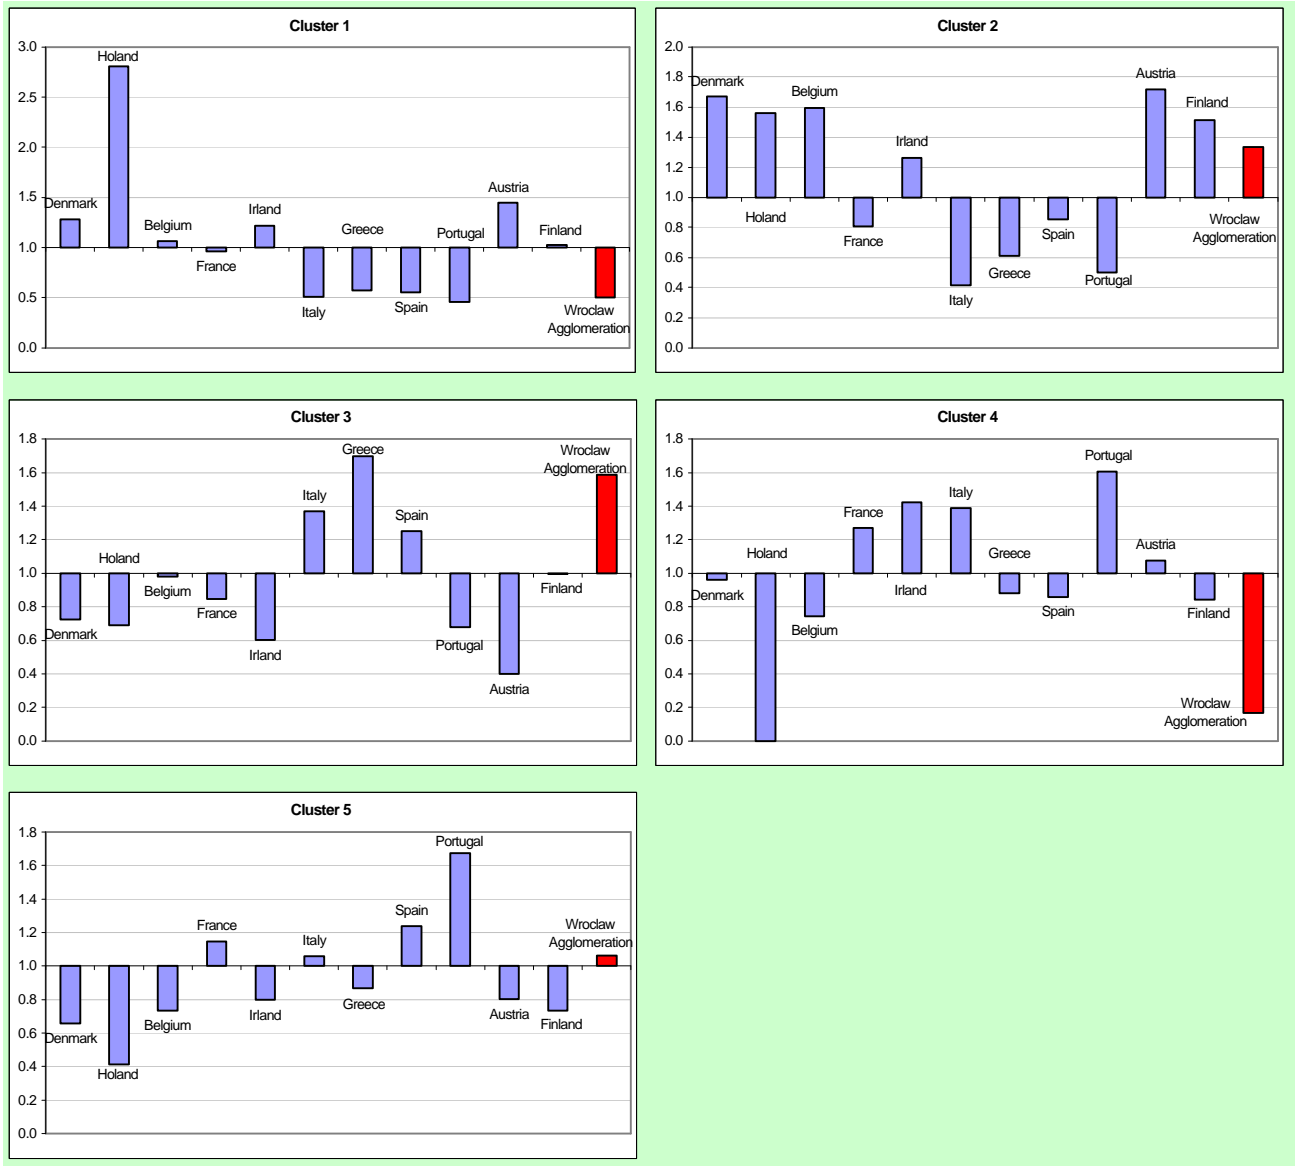 Cluster 1
3.0
2.5
2.0
1.5
1.0
0.5
0.0
Denmark
Holand
Belgium
France
Irland
Italy
Greece
Spain
Portugal
Austria
Finland
Wroclaw
Agglomeration
Cluster 2
2.0
1.8
1.6
1.4
1.2
1.0
0.8
0.6
0.4
0.2
0.0
Denmark
Holand
Belgium
France
Irland
Italy
Greece
Spain
Portugal
Austria
Finland
Wroclaw
Agglomeration
Cluster 3
1.8
1.6
1.4
1.2
1.0
0.8
0.6
0.4
0.2
0.0
Denmark
Holand
Belgium
France
Irland
Italy
Greece
Spain
Portugal
Austria
Finland
Wroclaw
Agglomeration
Cluster 4
1.8
1.6
1.4
1.2
1.0
0.8
0.6
0.4
0.2
0.0
Denmark
Holand
Belgium
France
Irland
Italy
Greece
Spain
Portugal
Austria
Finland
Wroclaw
Agglomeration
Cluster 5
1.8
1.6
1.4
1.2
1.0
0.8
0.6
0.4
0.2
0.0
Denmark
Holand
Belgium
France
Irland
Italy
Greece
Spain
Portugal
Austria
Finland
Wroclaw
Agglomeration